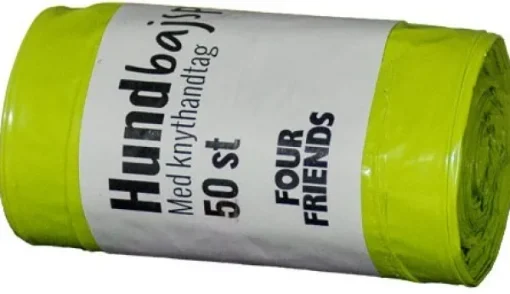 Hundbajsp
Med knythandtag
50 st
FOUR
FRIENDS